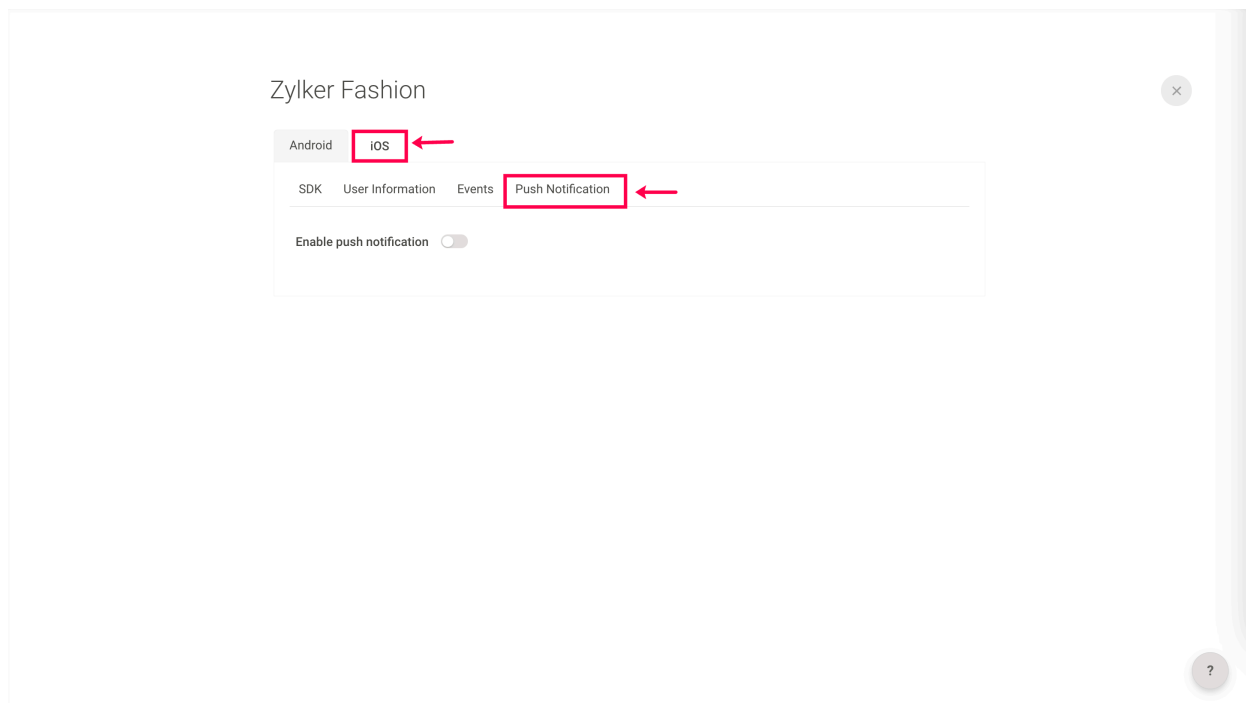 Zylker Fashion
×
Android iOS
SDK User Information Events Push Notification
Enable push notification
?